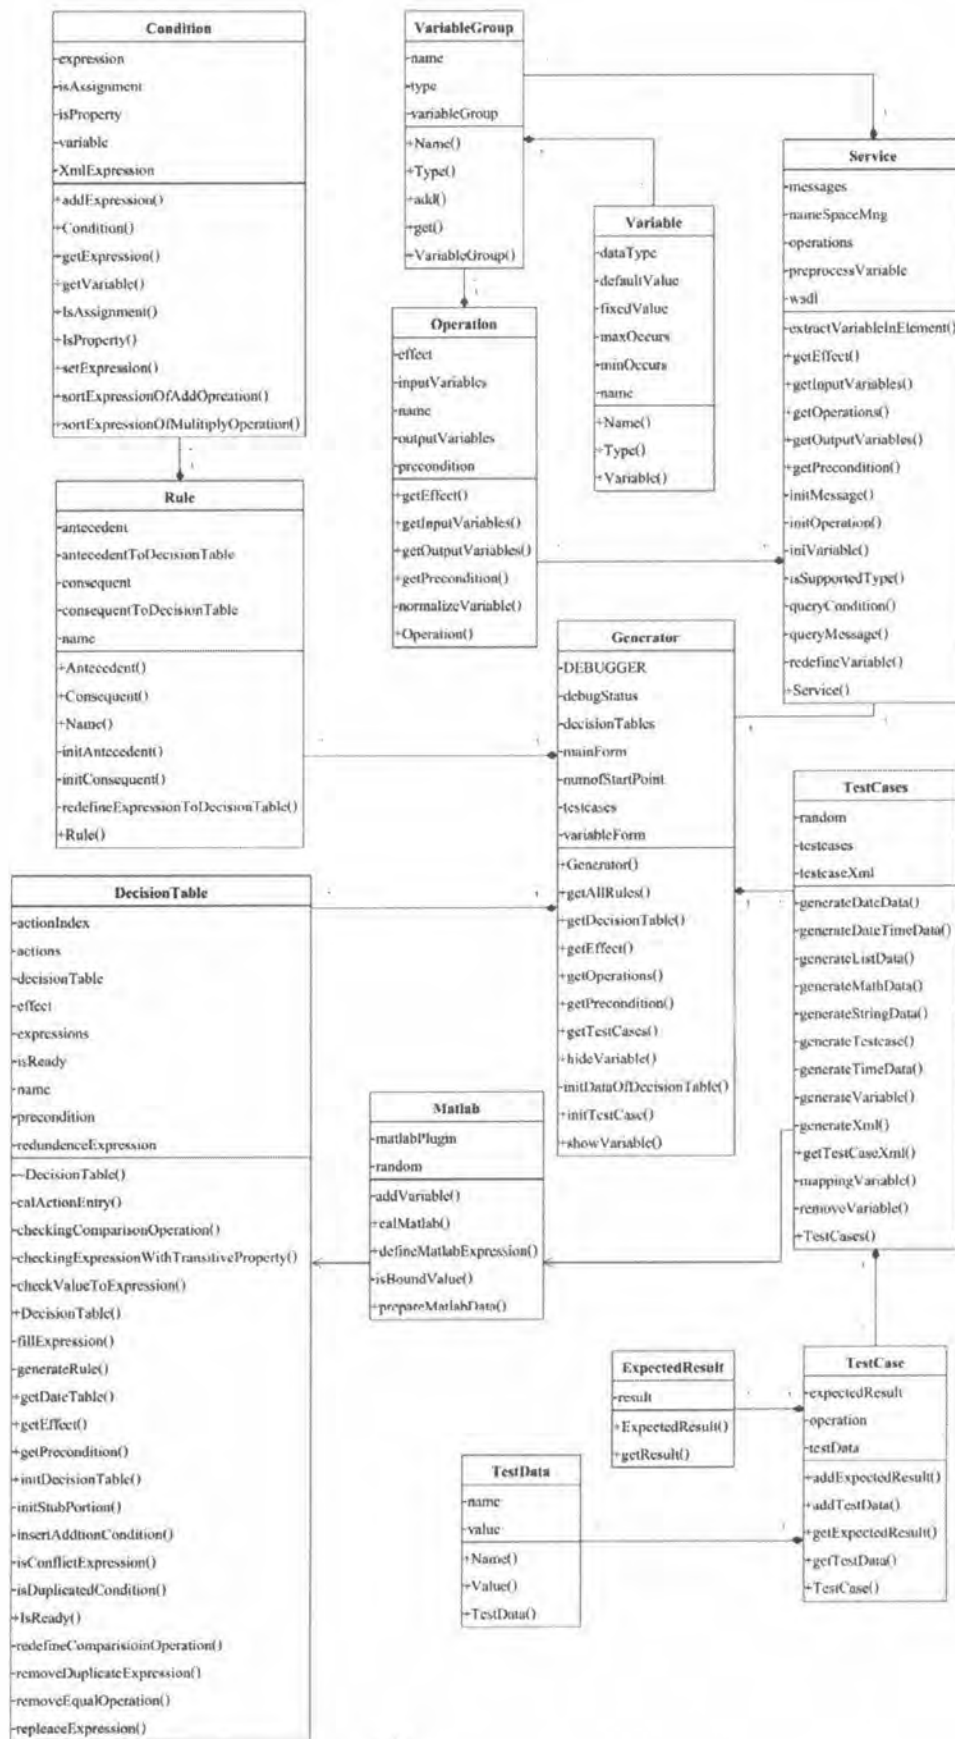 Condition
-expression
-isAssignment
-isProperty
-variable
-XmlExpression
+addExpression()
+Condition()
+getExpression()
+getVariable()
+IsAssignment()
+IsProperty()
+setExpression()
+sortExpressionOfAddOpreation()
+sortExpressionOfMulitiplyOperation()
VariableGroup
-name
-type
-variableGroup
+Name()
+Type()
+add()
+get()
+VariableGroup()
Service
-messages
-nameSpaceMng
-operations
-preprocessVariable
-wsdl
-extractVariableInElement()
+getEffect()
+getInputVariables()
+getOperations()
+getOutputVariables()
+getPrecondition()
-initMessage()
-initOperation()
-iniVariable()
-isSupportedType()
-queryCondition()
-queryMessage()
-redefineVariable()
+Service()
Variable
-dataType
-defaultValue
-fixedValue
-maxOccurs
-minOccurs
-name
+Name()
+Type()
+Variable()
Operation
-effect
-inputVariables
-name
-outputVariables
-precondition
+getEffect()
+getInputVariables()
+getOutputVariables()
+getPrecondition()
-normalizeVariable()
+Operation()
Rule
-antecedent
-antecedentToDecisionTable
-consequent
-consequentToDecisionTable
-name
+Antecedent()
+Consequent()
+Name()
-initAntecedent()
-initConsequent()
-redefineExpressionToDecisionTable()
+Rule()
Generator
-DEBUGGER
-debugStatus
-decisionTables
-mainForm
-numofStartPoint
-testcases
-variableForm
+Generator()
+getAllRules()
+getDecisionTable()
+getEffect()
+getOperations()
+getPrecondition()
+getTestCases()
+hideVariable()
-initDataOfDecisionTable()
+initTestCase()
+showVariable()
TestCases
-random
-testcases
-testcaseXml
-generateDateData()
-generateDateTimeData()
-generateListData()
-generateMathData()
-generateStringData()
-generateTestcase()
-generateTimeData()
-generateVariable()
-generateXml()
+getTestCaseXml()
-mappingVariable()
-removeVariable()
+TestCases()
DecisionTable
-actionIndex
-actions
-decisionTable
-effect
-expressions
-isReady
-name
-precondition
-redundenceExpression
-~DecisionTable()
-calActionEntry()
-checkingComparisonOperation()
-checkingExpressionWithTransitiveProperty()
-checkValueToExpression()
+DecisionTable()
-fillExpression()
-generateRule()
+getDateTable()
+getEffect()
+getPrecondition()
+initDecisionTable()
-initStubPortion()
-insertAddtionCondition()
-isConflictExpression()
-isDuplicatedCondition()
+IsReady()
-redefineComparisioinOperation()
-removeDuplicateExpression()
-removeEqualOperation()
-repleaceExpression()
Matlab
-matlabPlugin
-random
-addVariable()
+calMatlab()
+defineMatlabExpression()
-isBoundValue()
+prepareMatlabData()
ExpectedResult
-result
+ExpectedResult()
+getResult()
TestCase
-expectedResult
-operation
-testData
+addExpectedResult()
+addTestData()
+getExpectedResult()
+getTestData()
+TestCase()
TestData
-name
-value
+Name()
+Value()
+TestData()